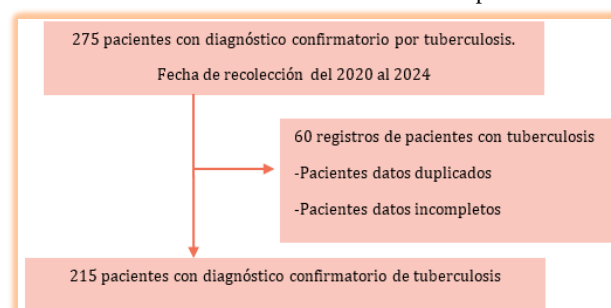 275 pacientes con diagnóstico confirmatorio por tuberculosis.
Fecha de recolección del 2020 al 2024
60 registros de pacientes con tuberculosis
-Pacientes datos duplicados
-Pacientes datos incompletos
215 pacientes con diagnóstico confirmatorio de tuberculosis